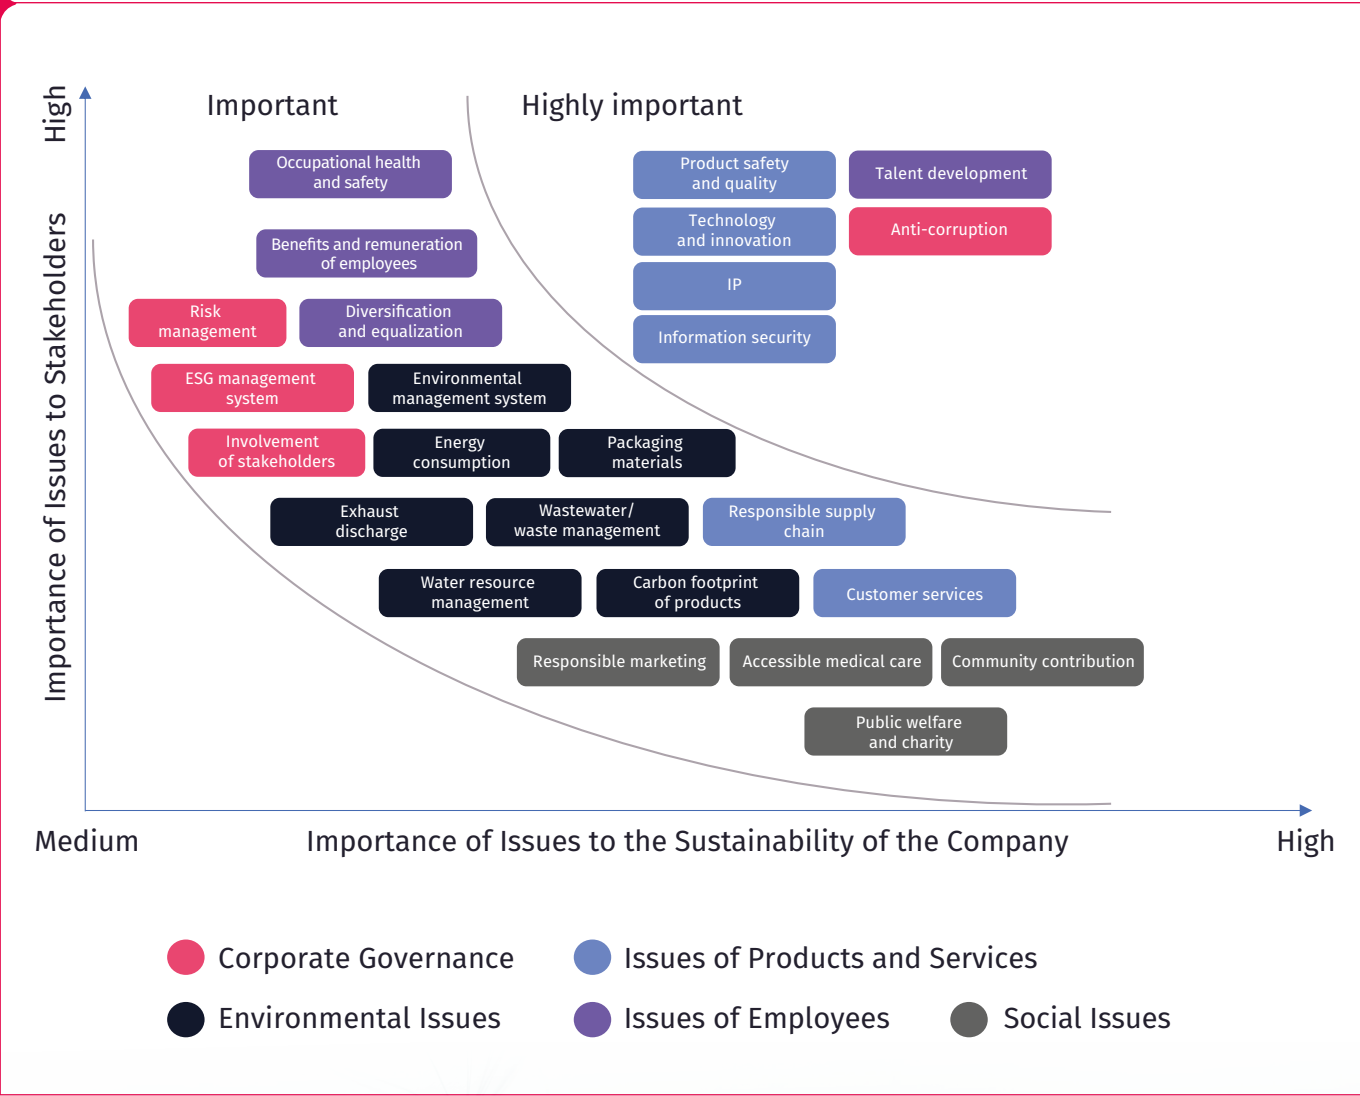 High
Importance of Issues to Stakeholders
Important
Highly important
Occupational health
and safety
Product safety
and quality
Talent development
Benefits and remuneration
of employees
Technology
and innovation
Anti-corruption
IP
Risk
management
Diversification
and equalization
Information security
ESG management
system
Environmental
management system
Involvement
of stakeholders
Energy
consumption
Packaging
materials
Exhaust
discharge
Wastewater/
waste management
Responsible supply
chain
Water resource
management
Carbon footprint
of products
Customer services
Responsible marketing
Accessible medical care
Community contribution
Public welfare
and charity
Medium
Importance of Issues to the Sustainability of the Company
High
Corporate Governance
Issues of Products and Services
Environmental Issues
Issues of Employees
Social Issues